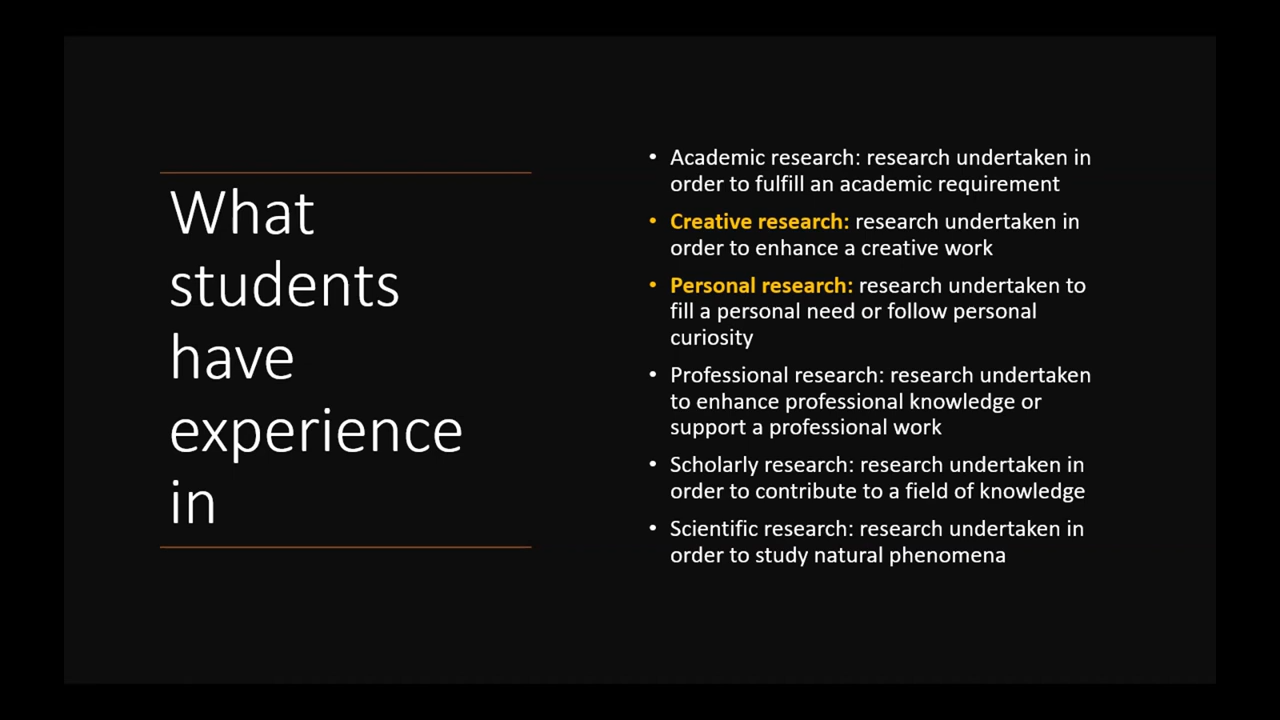 What
students
have
experience
in
• Academic research: research undertaken in
order to fulfill an academic requirement
• Creative research: research undertaken in
order to enhance a creative work
• Personal research: research undertaken to
fill a personal need or follow personal
curiosity
• Professional research: research undertaken
to enhance professional knowledge or
support a professional work
• Scholarly research: research undertaken in
order to contribute to a field of knowledge
• Scientific research: research undertaken in
order to study natural phenomena